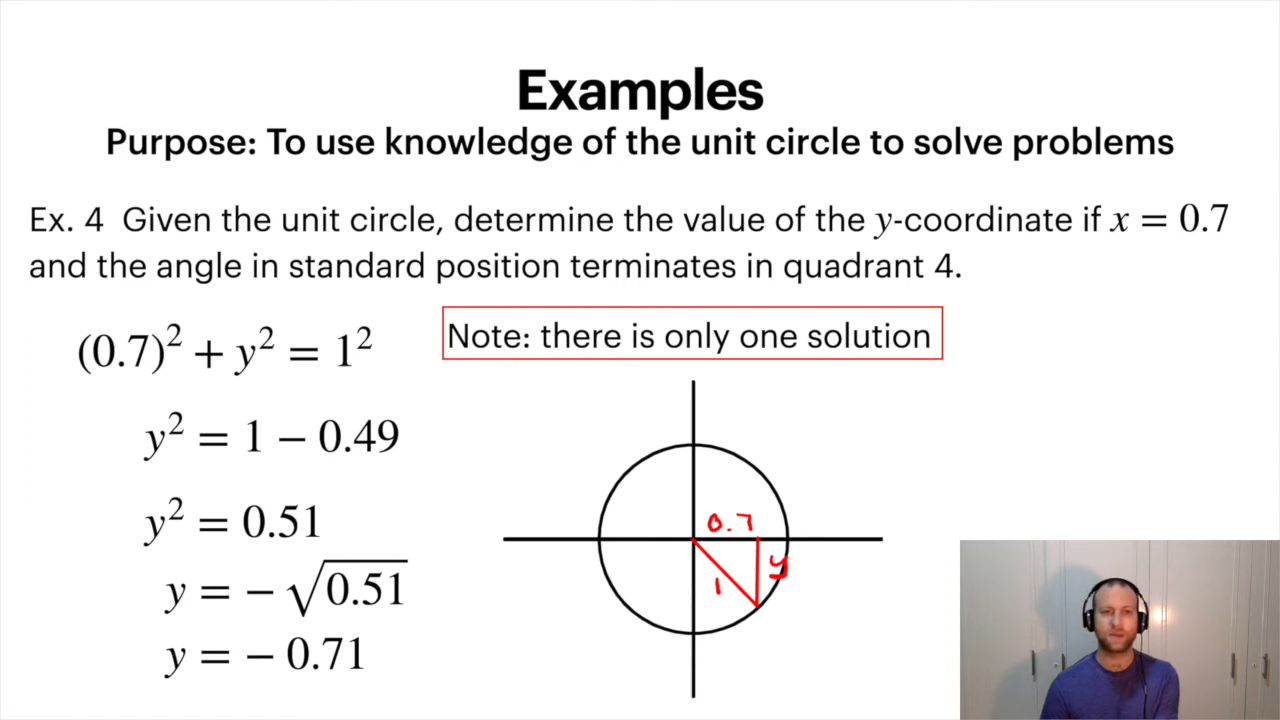 Examples
Purpose: To use knowledge of the unit circle to solve problems
Ex. 4 Given the unit circle, determine the value of the y-coordinate if x = 0.7
and the angle in standard position terminates in quadrant 4.
(0.7)² + y² = 1²
Note: there is only one solution
y² = 1 − 0.49
y² = 0.51
y = − √0.51
y = − 0.71
0.7
y
1